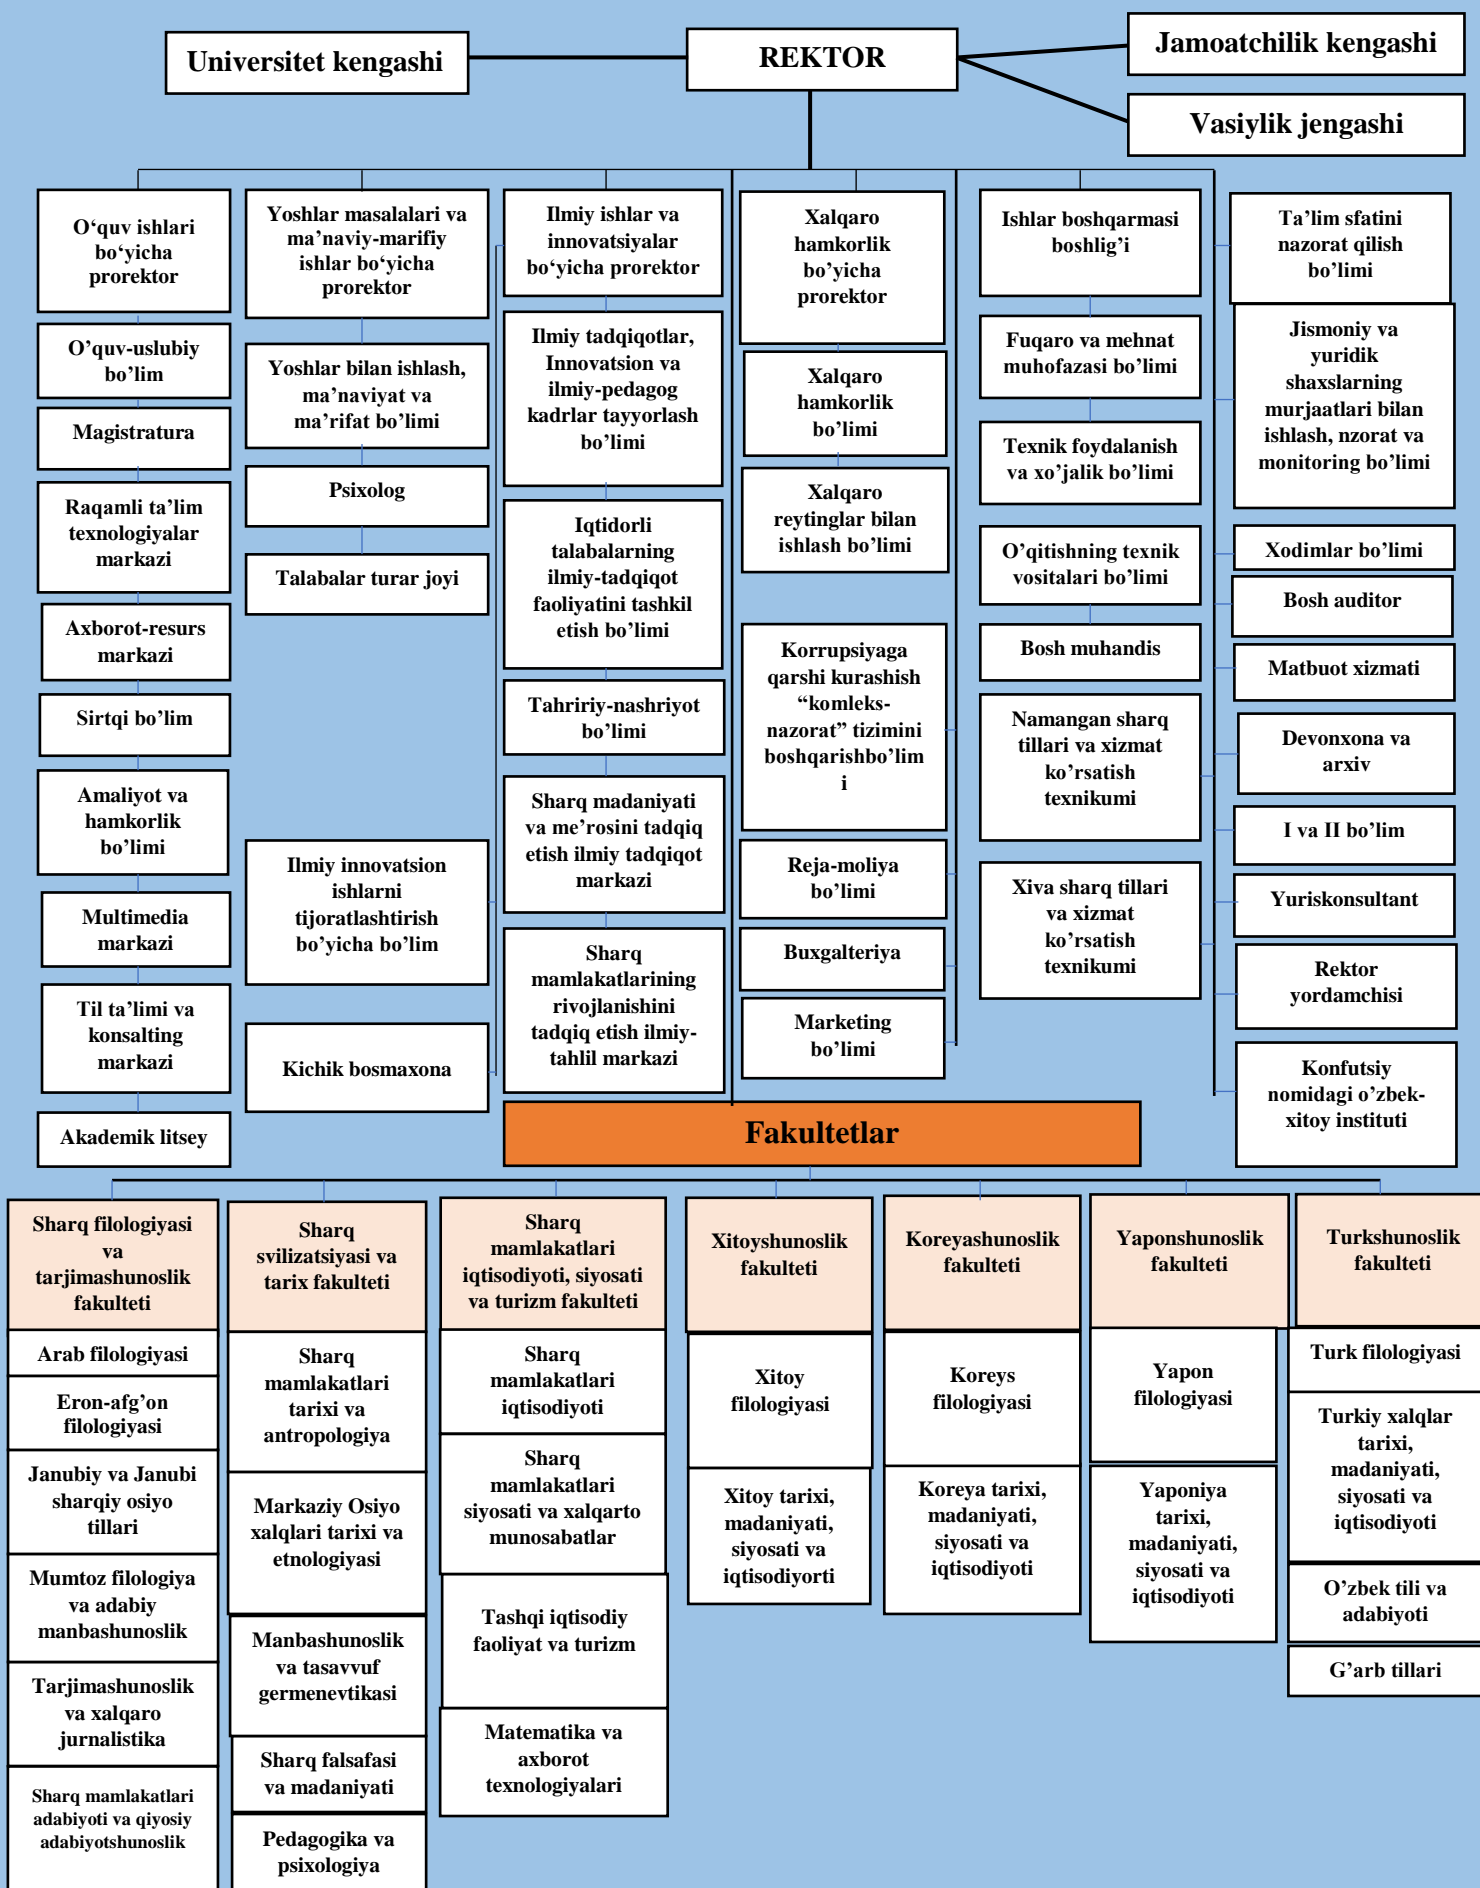 Universitet kengashi
REKTOR
Jamoatchilik kengashi
Vasiylik jengashi
O‘quv ishlari
bo‘yicha
prorektor
O’quv-uslubiy
bo’lim
Magistratura
Raqamli ta’lim
texnologiyalar
markazi
Axborot-resurs
markazi
Sirtqi bo’lim
Amaliyot va
hamkorlik
bo’limi
Multimedia
markazi
Til ta’limi va
konsalting
markazi
Akademik litsey
Yoshlar masalalari va
ma’naviy-marifiy
ishlar bo‘yicha
prorektor
Yoshlar bilan ishlash,
ma’naviyat va
ma’rifat bo’limi
Psixolog
Talabalar turar joyi
Ilmiy innovatsion
ishlarni
tijoratlashtirish
bo’yicha bo’lim
Kichik bosmaxona
Ilmiy ishlar va
innovatsiyalar
bo‘yicha prorektor
Ilmiy tadqiqotlar,
Innovatsion va
ilmiy-pedagog
kadrlar tayyorlash
bo’limi
Iqtidorli
talabalarning
ilmiy-tadqiqot
faoliyatini tashkil
etish bo’limi
Tahririy-nashriyot
bo’limi
Sharq madaniyati
va me’rosini tadqiq
etish ilmiy tadqiqot
markazi
Sharq
mamlakatlarining
rivojlanishini
tadqiq etish ilmiy-
tahlil markazi
Xalqaro
hamkorlik
bo’yicha
prorektor
Xalqaro
hamkorlik
bo’limi
Xalqaro
reytinglar bilan
ishlash bo’limi
Korrupsiyaga
qarshi kurashish
“komleks-
nazorat” tizimini
boshqarishbo’lim
i
Reja-moliya
bo’limi
Buxgalteriya
Marketing
bo’limi
Ishlar boshqarmasi
boshlig’i
Fuqaro va mehnat
muhofazasi bo’limi
Texnik foydalanish
va xo’jalik bo’limi
O’qitishning texnik
vositalari bo’limi
Bosh muhandis
Namangan sharq
tillari va xizmat
ko’rsatish
texnikumi
Xiva sharq tillari
va xizmat
ko’rsatish
texnikumi
Ta’lim sfatini
nazorat qilish
bo’limi
Jismoniy va
yuridik
shaxslarning
murjaatlari bilan
ishlash, nzorat va
monitoring bo’limi
Xodimlar bo’limi
Bosh auditor
Matbuot xizmati
Devonxona va
arxiv
I va II bo’lim
Yuriskonsultant
Rektor
yordamchisi
Konfutsiy
nomidagi o’zbek-
xitoy instituti
Fakultetlar
Sharq filologiyasi
va
tarjimashunoslik
fakulteti
Arab filologiyasi
Eron-afg’on
filologiyasi
Janubiy va Janubi
sharqiy osiyo
tillari
Mumtoz filologiya
va adabiy
manbashunoslik
Tarjimashunoslik
va xalqaro
jurnalistika
Sharq mamlakatlari
adabiyoti va qiyosiy
adabiyotshunoslik
Sharq
svilizatsiyasi va
tarix fakulteti
Sharq
mamlakatlari
tarixi va
antropologiya
Markaziy Osiyo
xalqlari tarixi va
etnologiyasi
Manbashunoslik
va tasavvuf
germenevtikasi
Sharq falsafasi
va madaniyati
Pedagogika va
psixologiya
Sharq
mamlakatlari
iqtisodiyoti, siyosati
va turizm fakulteti
Sharq
mamlakatlari
iqtisodiyoti
Sharq
mamlakatlari
siyosati va xalqarto
munosabatlar
Tashqi iqtisodiy
faoliyat va turizm
Matematika va
axborot
texnologiyalari
Xitoyshunoslik
fakulteti
Xitoy
filologiyasi
Xitoy tarixi,
madaniyati,
siyosati va
iqtisodiyorti
Koreyashunoslik
fakulteti
Koreys
filologiyasi
Koreya tarixi,
madaniyati,
siyosati va
iqtisodiyoti
Yaponshunoslik
fakulteti
Yapon
filologiyasi
Yaponiya
tarixi,
madaniyati,
siyosati va
iqtisodiyoti
Turkshunoslik
fakulteti
Turk filologiyasi
Turkiy xalqlar
tarixi,
madaniyati,
siyosati va
iqtisodiyoti
O’zbek tili va
adabiyoti
G’arb tillari